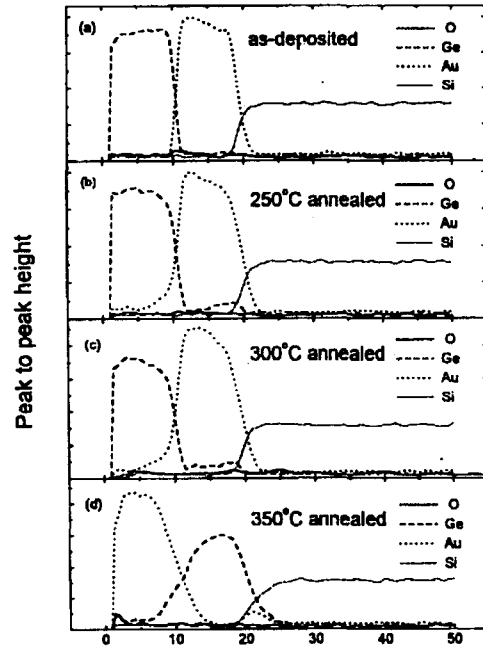 Peak to peak height
(a)
as-deposited
O
Ge
Au
Si
(b)
250°C annealed
O
Ge
Au
Si
(c)
300°C annealed
O
Ge
Au
Si
(d)
350°C annealed
O
Ge
Au
Si
0 10 20 30 40 50